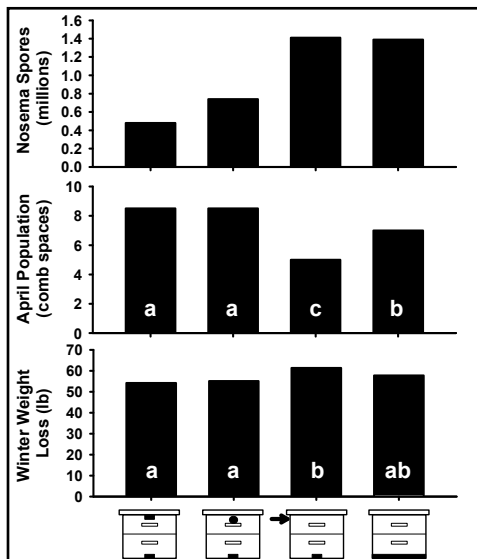 Nosema Spores
(millions)
1.6
1.4
1.2
1.0
0.8
0.6
0.4
0.2
0.0
April Population
(comb spaces)
10
8
6
4
2
0
a a c b
Winter Weight
Loss (lb)
70
60
50
40
30
20
10
0
a a b ab